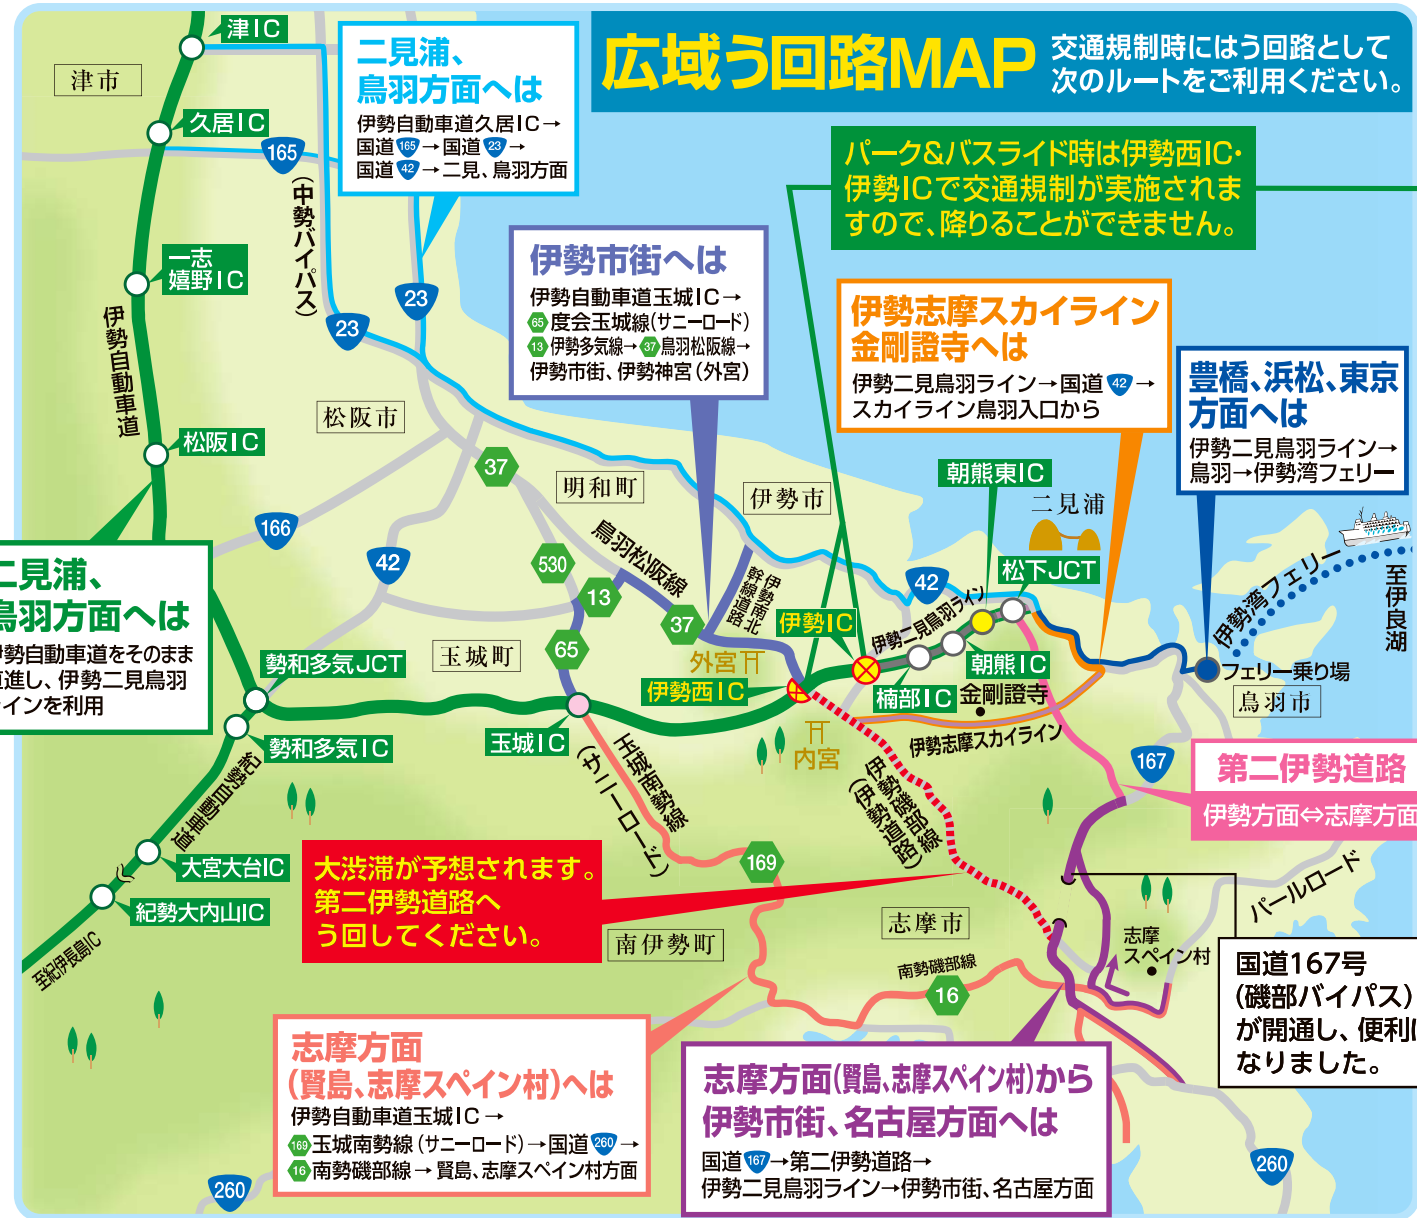 広域う回路MAP
交通規制時にはう回路として
次のルートをご利用ください。
津IC
津市
久居IC
165
(中勢バイパス)
二見浦、
鳥羽方面へは
伊勢自動車道久居IC→
国道165→国道23→
国道42→二見、鳥羽方面
パーク&バスライド時は伊勢西IC・
伊勢ICで交通規制が実施されま
すので、降りることができません。
一志
嬉野IC
伊勢自動車道
23
23
伊勢市街へは
伊勢自動車道玉城IC→
65度会玉城線(サニーロード)
13伊勢多気線→37鳥羽松阪線→
伊勢市街、伊勢神宮(外宮)
伊勢志摩スカイライン
金剛證寺へは
伊勢二見鳥羽ライン→国道42→
スカイライン鳥羽入口から
豊橋、浜松、東京
方面へは
伊勢二見鳥羽ライン→
鳥羽→伊勢湾フェリー
松阪市
松阪IC
37
明和町
伊勢市
朝熊東IC
二見浦
松下JCT
166
42
530
13
65
鳥羽松阪線
37
伊勢南北
幹線道路
42
伊勢二見鳥羽ライン
伊勢IC
外宮
伊勢西IC
楠部IC
朝熊IC
金剛證寺
伊勢志摩スカイライン
内宮
伊勢湾フェリー
至伊良湖
フェリー乗り場
鳥羽市
二見浦、
鳥羽方面へは
伊勢自動車道をそのまま
直進し、伊勢二見鳥羽
ラインを利用
勢和多気JCT
勢和多気IC
玉城町
玉城IC
玉城南勢線
(サニーロード)
紀勢自動車道
大宮大台IC
紀勢大内山IC
至紀伊長島IC
伊勢磯部線
(伊勢道路)
167
第二伊勢道路
伊勢方面⇔志摩方面
大渋滞が予想されます。
第二伊勢道路へ
う回してください。
169
南伊勢町
志摩市
南勢磯部線
16
志摩
スペイン村
パールロード
国道167号
(磯部バイパス)
が開通し、便利に
なりました。
志摩方面
(賢島、志摩スペイン村)へは
伊勢自動車道玉城IC→
169玉城南勢線(サニーロード)→国道260→
16南勢磯部線→賢島、志摩スペイン村方面
志摩方面(賢島、志摩スペイン村)から
伊勢市街、名古屋方面へは
国道167→第二伊勢道路→
伊勢二見鳥羽ライン→伊勢市街、名古屋方面
260
260